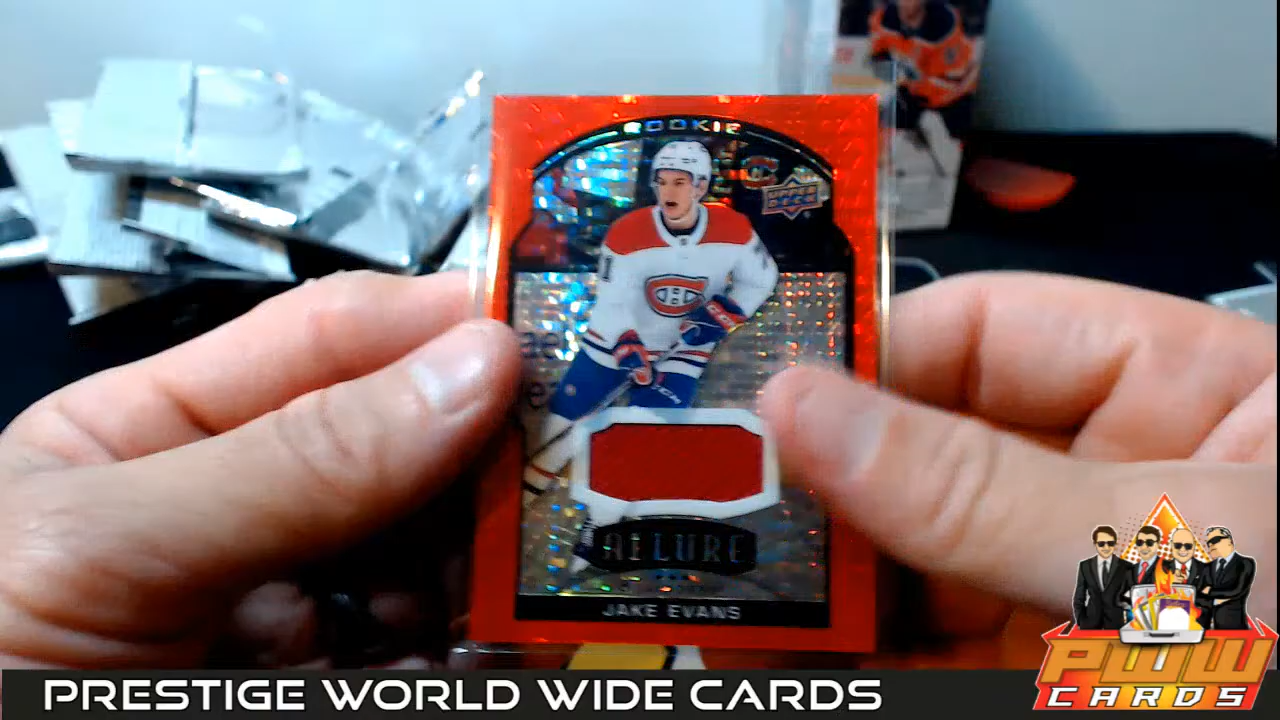 ROOKIE
UPPER
DECK
ALLURE
JAKE EVANS
PWW
CARDS
PRESTIGE WORLD WIDE CARDS